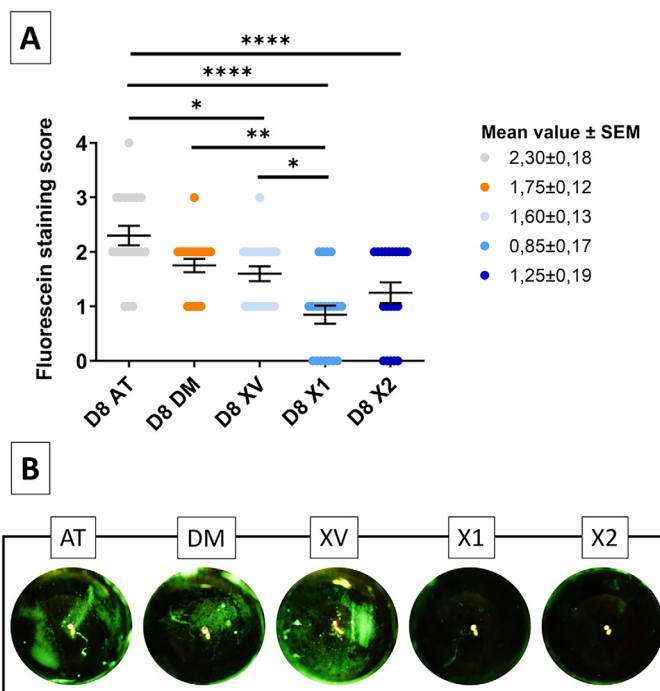 A
****
****
*
**
*
Fluorescein staining score
4
3
2
1
0
D8 AT
D8 DM
D8 XV
D8 X1
D8 X2
Mean value ± SEM
2,30±0,18
1,75±0,12
1,60±0,13
0,85±0,17
1,25±0,19
B
AT
DM
XV
X1
X2